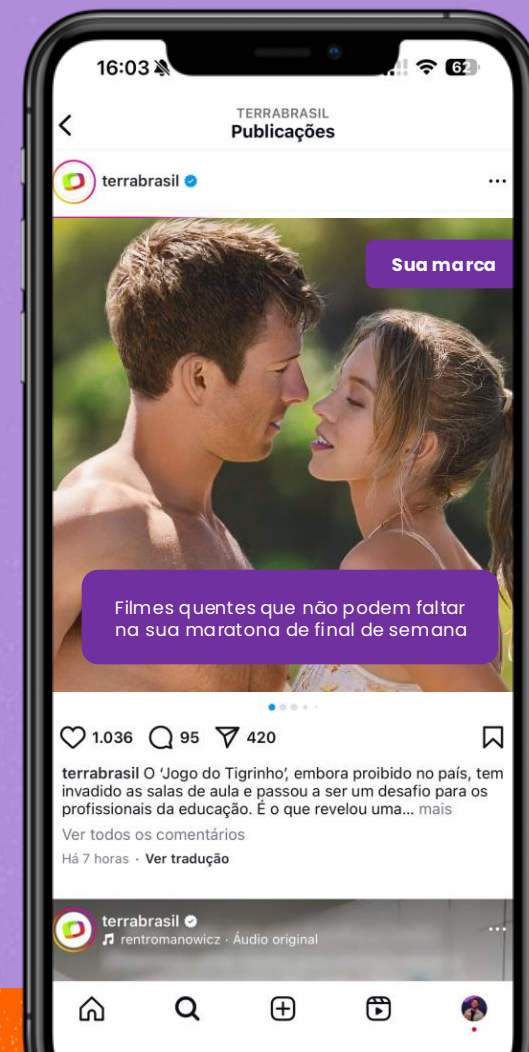 16:03
62
TERRABRASIL
Publicações
terrabrasil
Sua marca
Filmes quentes que não podem faltar
na sua maratona de final de semana
1.036 95 420
terrabrasil O ‘Jogo do Tigrinho’, embora proibido no país, tem
invadido as salas de aula e passou a ser um desafio para os
profissionais da educação. É o que revelou uma... mais
Ver todos os comentários
Há 7 horas · Ver tradução
terrabrasil
rentromanowicz · Áudio original